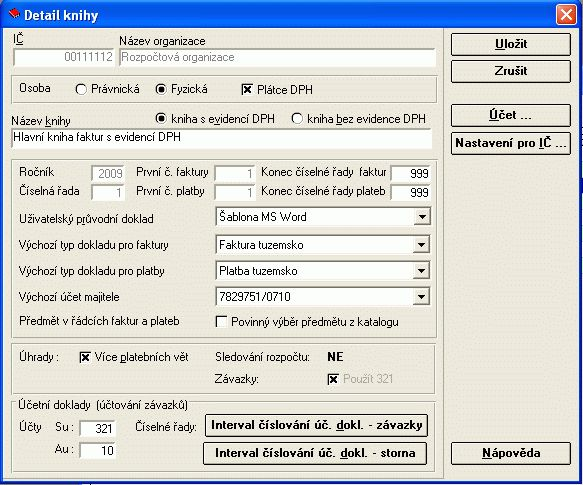 Detail knihy
IČ Název organizace
00111112 Rozpočtová organizace
Osoba Právnická Fyzická Plátce DPH
Název knihy kniha s evidencí DPH kniha bez evidence DPH
Hlavní kniha faktur s evidencí DPH
Ročník 2009 První č. faktury 1 Konec číselné řady faktur 999
Číselná řada 1 První č. platby 1 Konec číselné řady plateb 999
Uživatelský průvodní doklad Šablona MS Word
Výchozí typ dokladu pro faktury Faktura tuzemsko
Výchozí typ dokladu pro platby Platba tuzemsko
Výchozí účet majitele 7829751/0710
Předmět v řádcích faktur a plateb Povinný výběr předmětu z katalogu
Úhrady : Více platebních vět Sledování rozpočtu: NE
Závazky: Použít 321
Účetní doklady (účtování závazků)
Účty Su : 321 Číselné řady: Interval číslování úč. dokl. - závazky
Au : 10 Interval číslování úč. dokl. - storna
Uložit
Zrušit
Účet ...
Nastavení pro IČ ...
Nápověda